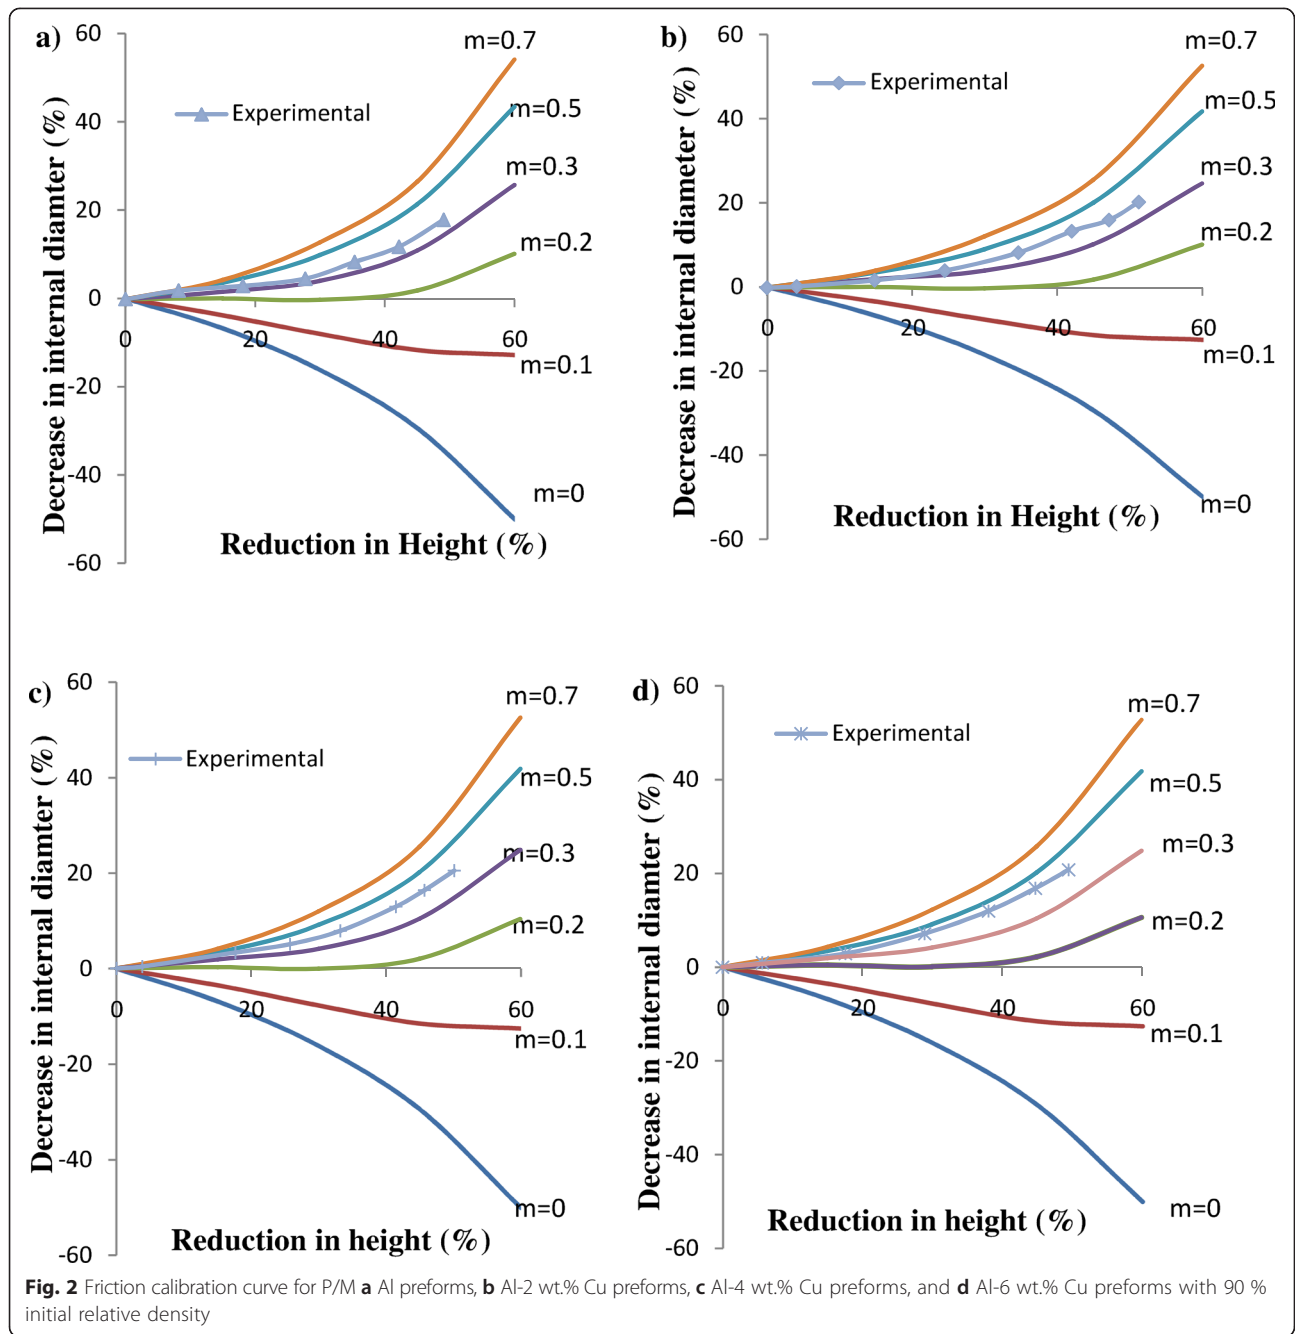 a)
Decrease in internal diamter (%)
60
40
20
0
-20
-40
-60
0
20
40
60
Experimental
m=0.7
m=0.5
m=0.3
m=0.2
m=0.1
m=0
Reduction in Height (%)
b)
Decrease in internal diameter (%)
60
40
20
0
-20
-40
-60
0
20
40
60
Experimental
m=0.7
m=0.5
m=0.3
m=0.2
m=0.1
m=0
Reduction in Height (%)
c)
Decrease in internal diamter (%)
60
40
20
0
-20
-40
-60
0
20
40
60
Experimental
m=0.7
m=0.5
m=0.3
m=0.2
m=0.1
m=0
Reduction in height (%)
d)
Decrease in internal diamter (%)
60
40
20
0
-20
-40
-60
0
20
40
60
Experimental
m=0.7
m=0.5
m=0.3
m=0.2
m=0.1
m=0
Reduction in height (%)
Fig. 2 Friction calibration curve for P/M a Al preforms, b Al-2 wt.% Cu preforms, c Al-4 wt.% Cu preforms, and d Al-6 wt.% Cu preforms with 90 %
initial relative density